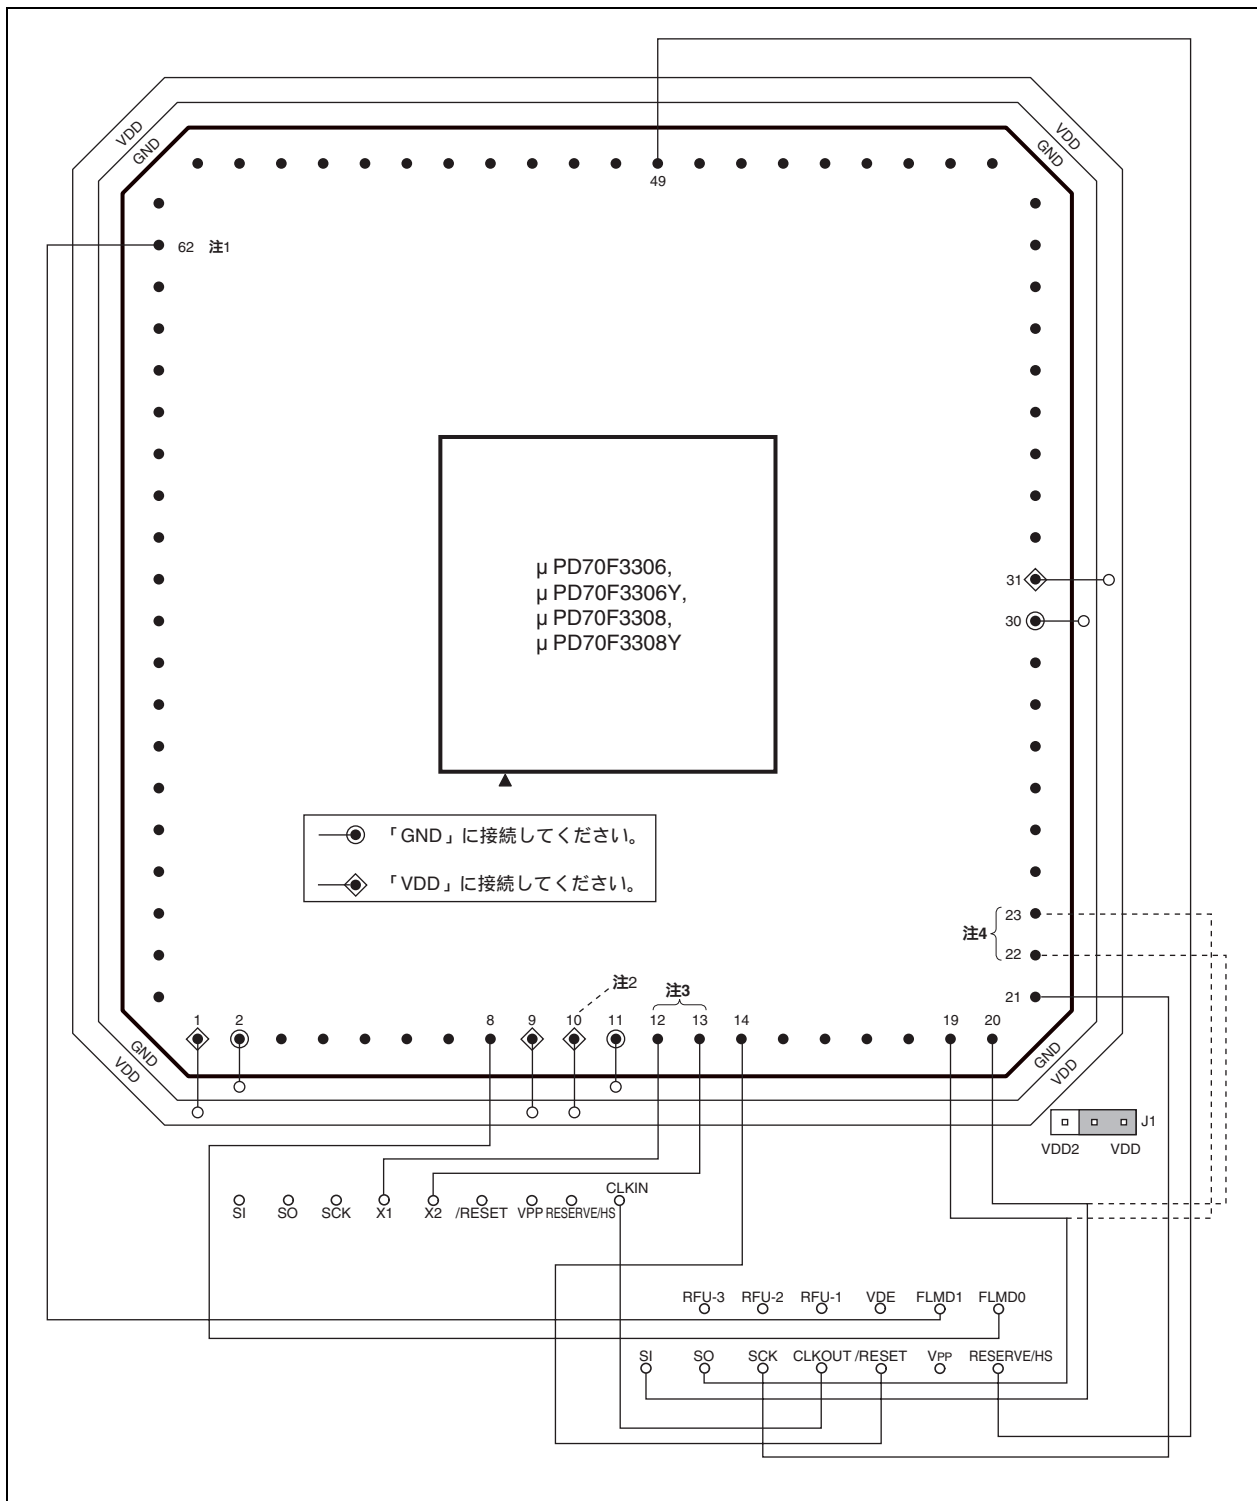 49
VDD
GND
VDD
GND
62 注1
μ PD70F3306,
μ PD70F3306Y,
μ PD70F3308,
μ PD70F3308Y
31
30
「GND」に接続してください。
「VDD」に接続してください。
注4
23
22
21
注2
注3
1 2 8 9 10 11 12 13 14 19 20
GND
VDD
GND
VDD
J1
VDD2 VDD
CLKIN
SI SO SCK X1 X2 /RESET VPP RESERVE/HS
RFU-3 RFU-2 RFU-1 VDE FLMD1 FLMD0
SI SO SCK CLKOUT /RESET VPP RESERVE/HS